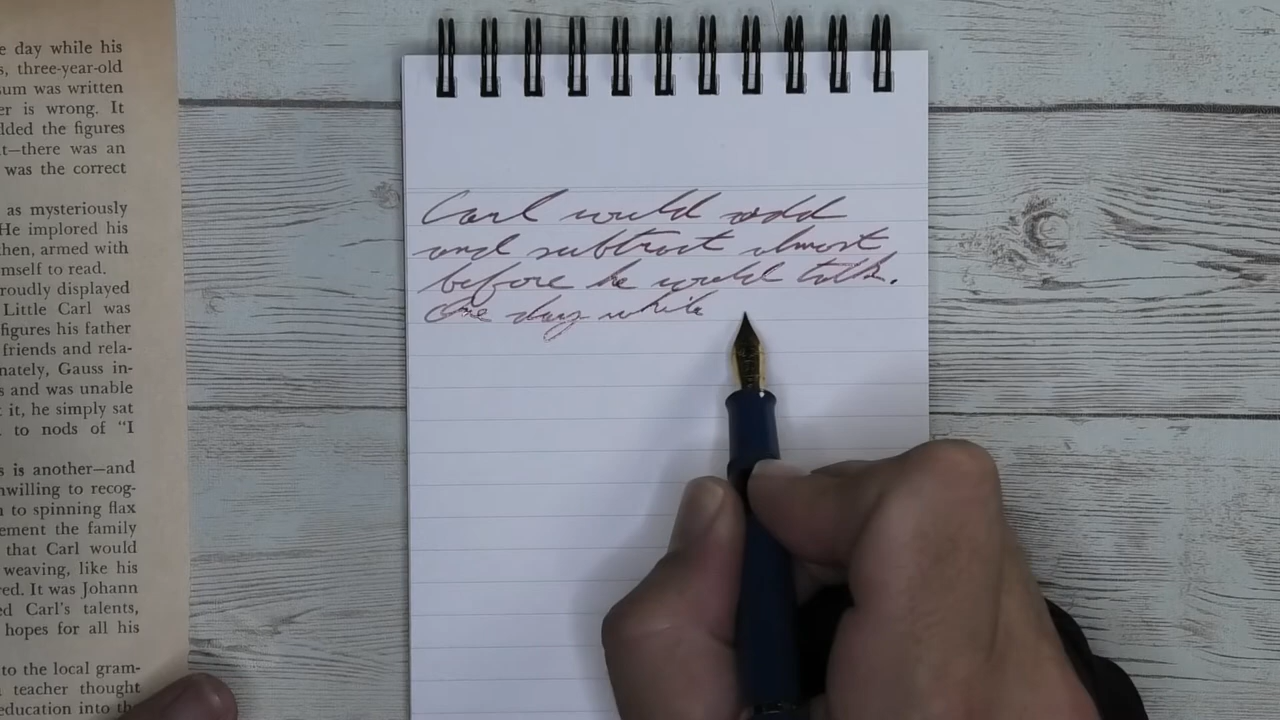 e day while his
s, three-year-old
sum was written
er is wrong. It
dded the figures
t—there was an
was the correct
as mysteriously
He implored his
then, armed with
mself to read.
roudly displayed
Little Carl was
figures his father
friends and rela-
nately, Gauss in-
s and was unable
t it, he simply sat
. to nods of “I
s is another—and
nwilling to recog-
n to spinning flax
ement the family
that Carl would
weaving, like his
red. It was Johann
ed Carl's talents,
hopes for all his
to the local gram-
teacher thought
education into the
Carl would add
and subtract almost
before he would talk.
One day while